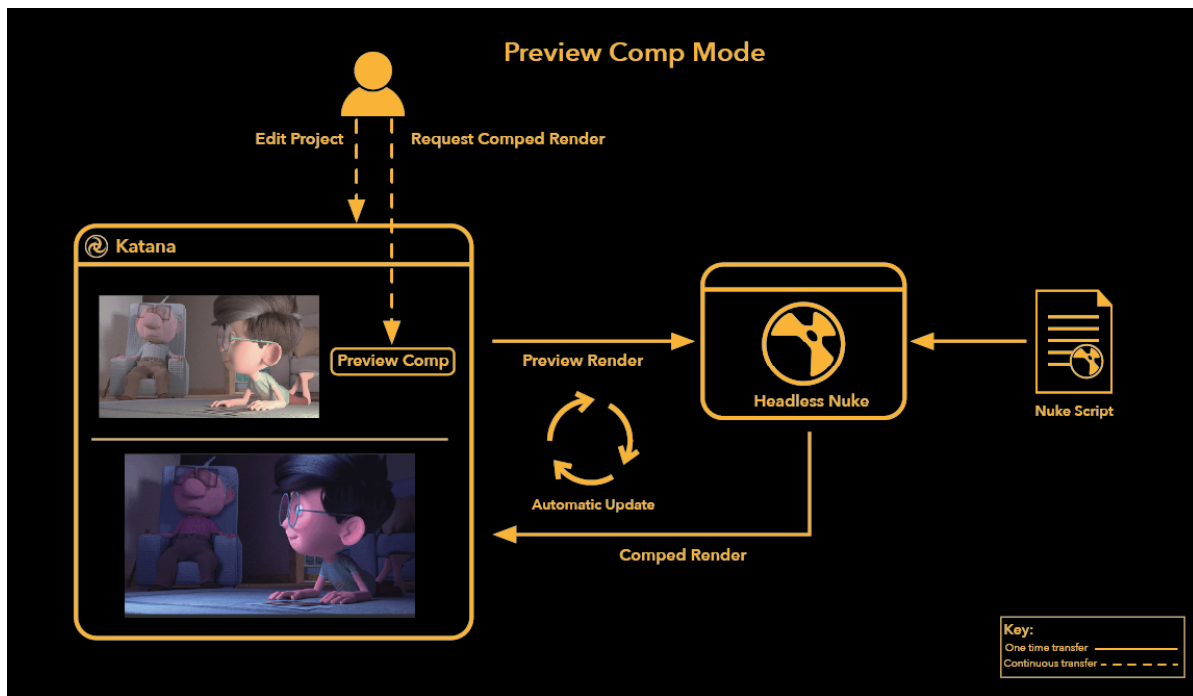 Preview Comp Mode
Edit Project
Request Comped Render
Katana
Preview Comp
Preview Render
Headless Nuke
Nuke Script
Automatic Update
Comped Render
Key:
One time transfer
Continuous transfer